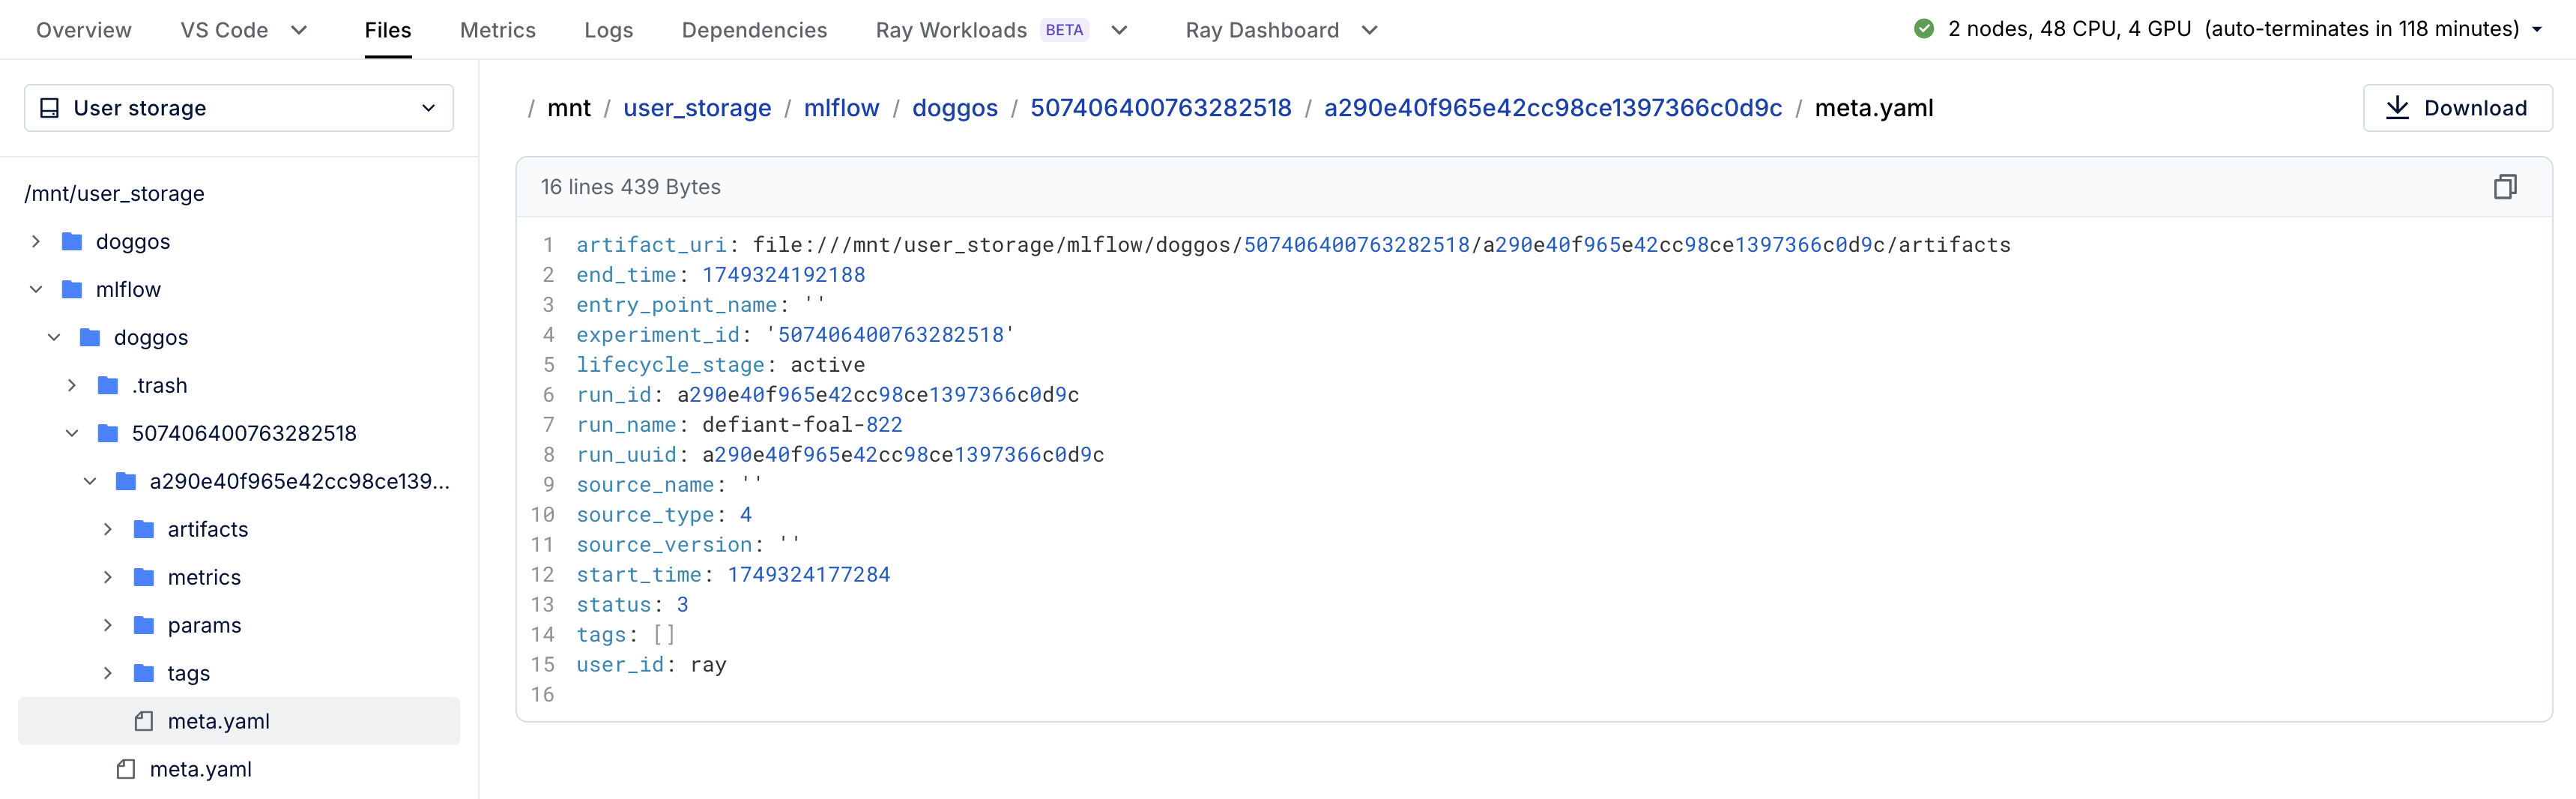 Overview VS Code Files Metrics Logs Dependencies Ray Workloads BETA Ray Dashboard 2 nodes, 48 CPU, 4 GPU (auto-terminates in 118 minutes)
User storage
/mnt/user_storage
doggos
mlflow
doggos
.trash
507406400763282518
a290e40f965e42cc98ce139...
artifacts
metrics
params
tags
meta.yaml
meta.yaml
/ mnt / user_storage / mlflow / doggos / 507406400763282518 / a290e40f965e42cc98ce1397366c0d9c / meta.yaml
Download
16 lines 439 Bytes
1 artifact_uri: file:///mnt/user_storage/mlflow/doggos/507406400763282518/a290e40f965e42cc98ce1397366c0d9c/artifacts
2 end_time: 1749324192188
3 entry_point_name: ''
4 experiment_id: '507406400763282518'
5 lifecycle_stage: active
6 run_id: a290e40f965e42cc98ce1397366c0d9c
7 run_name: defiant-foal-822
8 run_uuid: a290e40f965e42cc98ce1397366c0d9c
9 source_name: ''
10 source_type: 4
11 source_version: ''
12 start_time: 1749324177284
13 status: 3
14 tags: []
15 user_id: ray
16